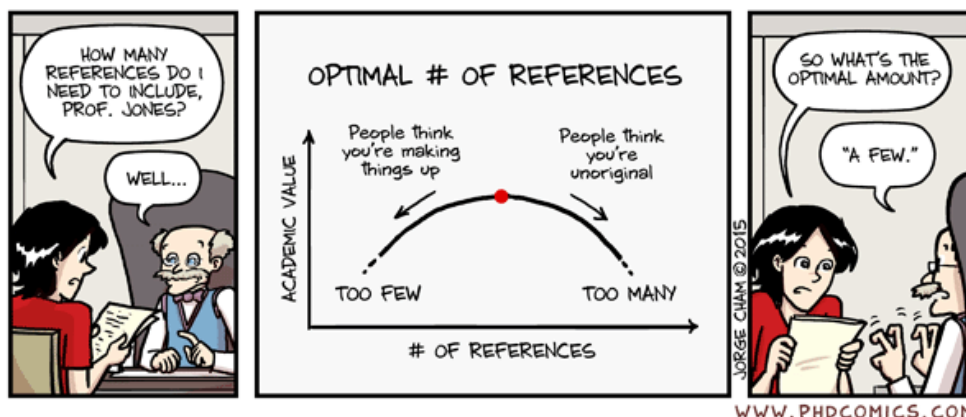 HOW MANY
REFERENCES DO I
NEED TO INCLUDE,
PROF. JONES?
WELL...
OPTIMAL # OF REFERENCES
People think
you're making
things up
People think
you're
unoriginal
ACADEMIC VALUE
TOO FEW
TOO MANY
# OF REFERENCES
SO WHAT'S THE
OPTIMAL AMOUNT?
"A FEW."
JORGE CHAM © 2015
WWW.PHDCOMICS.COM